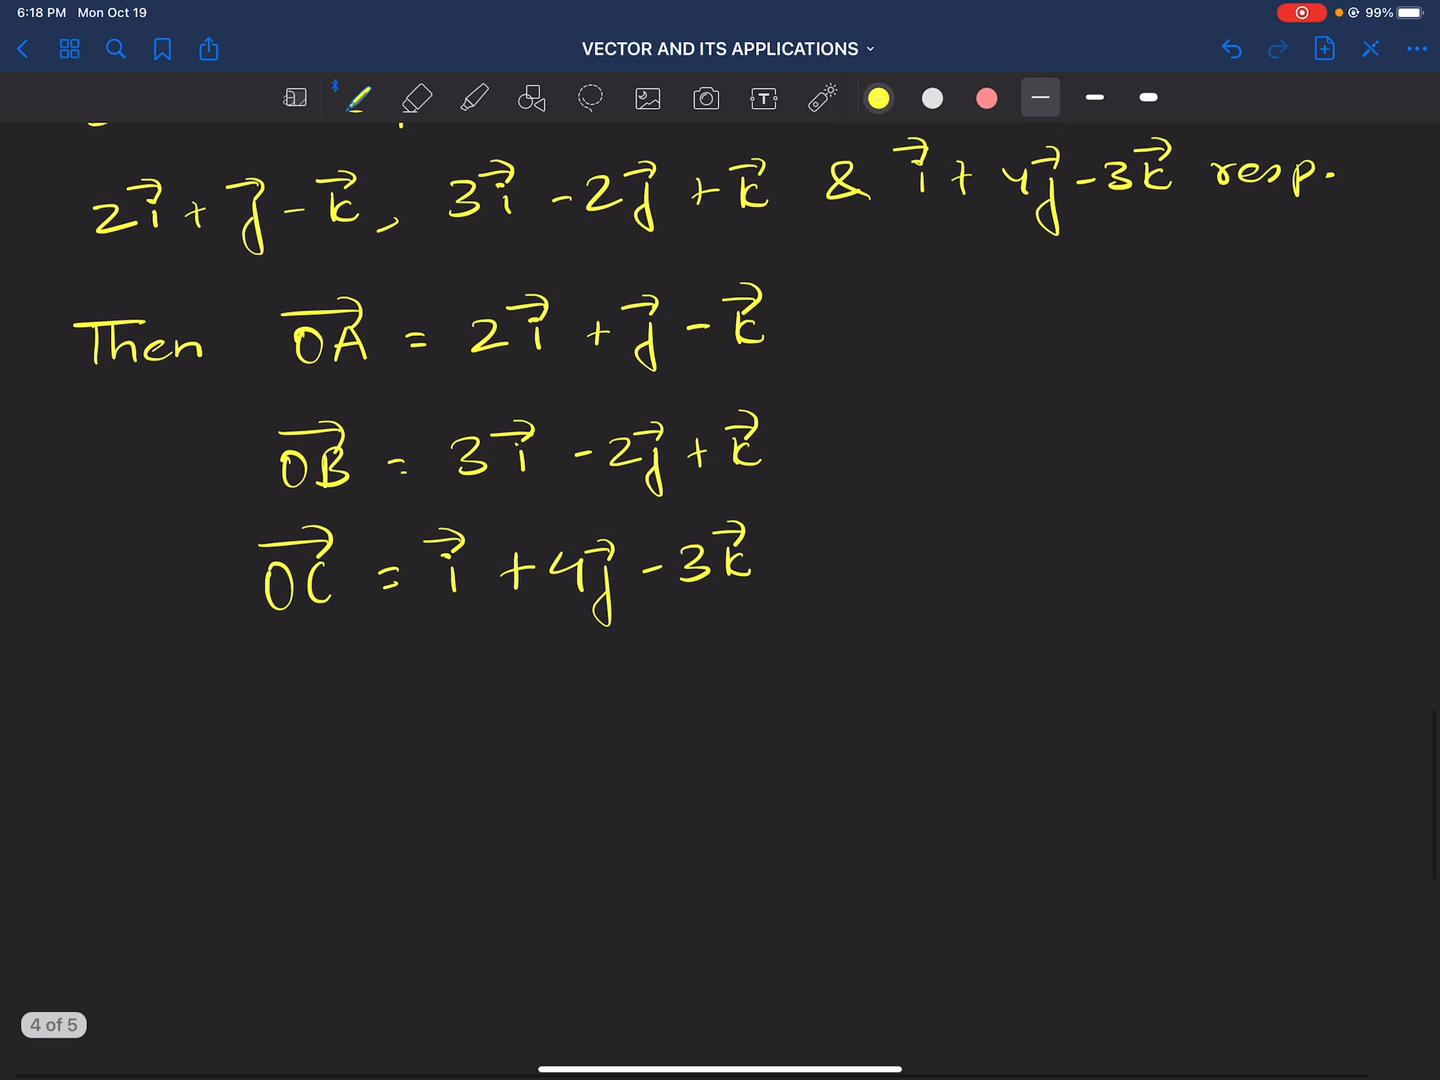 6:18 PM Mon Oct 19 99%
VECTOR AND ITS APPLICATIONS
T
2i⃗ + j⃗ - k⃗, 3i⃗ - 2j⃗ + k⃗ & i⃗ + 4j⃗ - 3k⃗ resp.
Then OA⃗ = 2i⃗ + j⃗ - k⃗
OB⃗ = 3i⃗ - 2j⃗ + k⃗
OC⃗ = i⃗ + 4j⃗ - 3k⃗
4 of 5